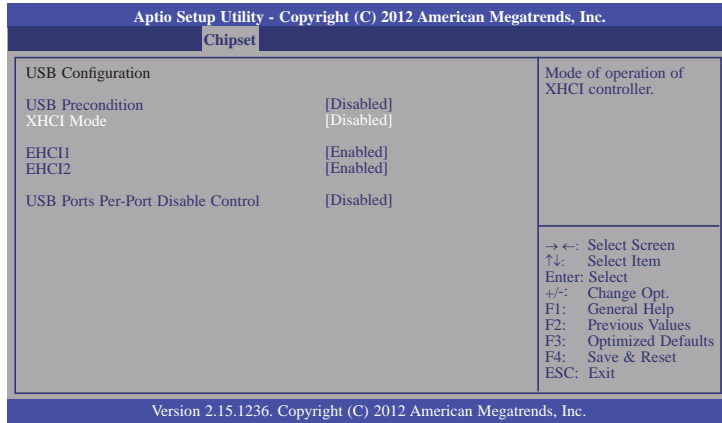 Aptio Setup Utility - Copyright (C) 2012 American Megatrends, Inc.
Chipset
USB Configuration
USB Precondition [Disabled]
XHCI Mode [Disabled]
EHCI1 [Enabled]
EHCI2 [Enabled]
USB Ports Per-Port Disable Control [Disabled]
Mode of operation of
XHCI controller.
→←: Select Screen
↑↓: Select Item
Enter: Select
+/-: Change Opt.
F1: General Help
F2: Previous Values
F3: Optimized Defaults
F4: Save & Reset
ESC: Exit
Version 2.15.1236. Copyright (C) 2012 American Megatrends, Inc.